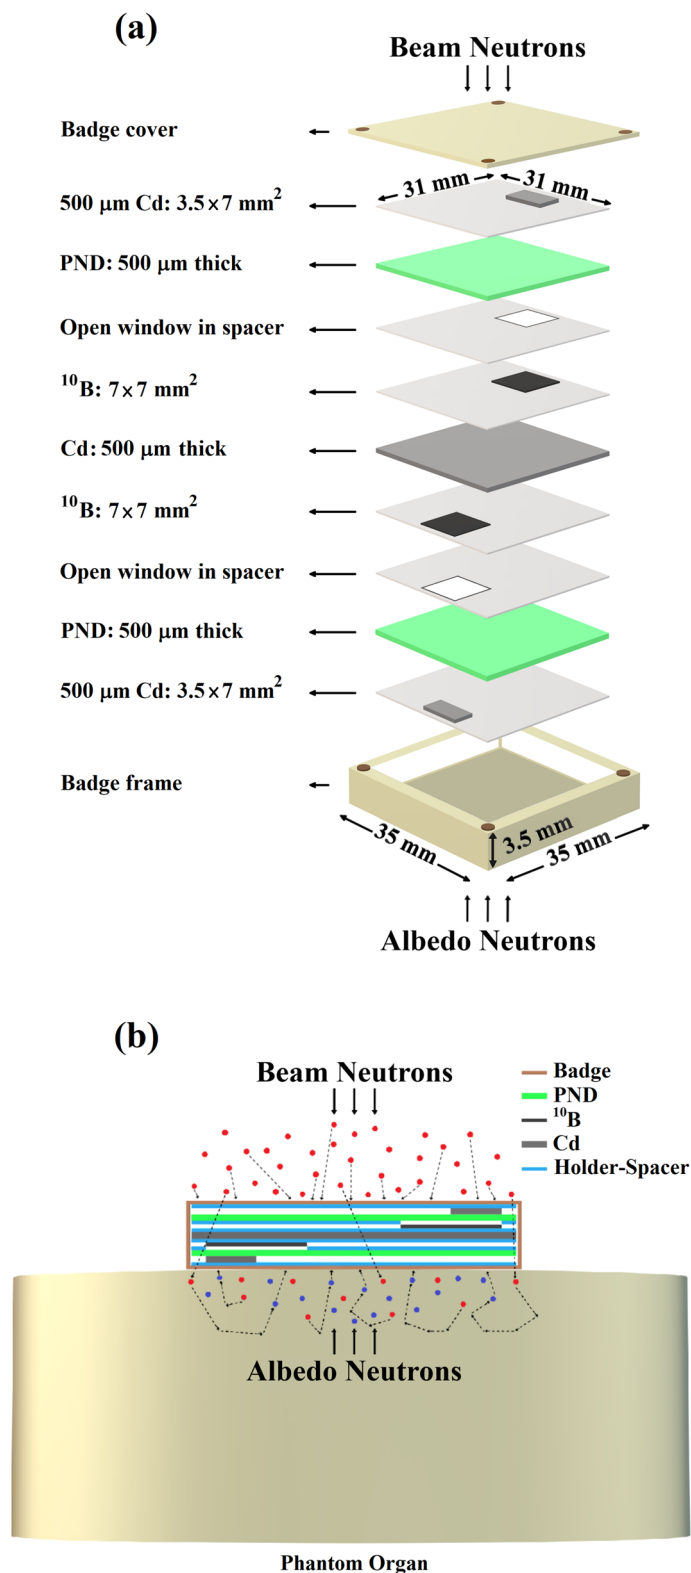 (a)
Beam Neutrons
Badge cover
31 mm
31 mm
500 μm Cd: 3.5×7 mm²
PND: 500 μm thick
Open window in spacer
¹⁰B: 7×7 mm²
Cd: 500 μm thick
¹⁰B: 7×7 mm²
Open window in spacer
PND: 500 μm thick
500 μm Cd: 3.5×7 mm²
Badge frame
35 mm
3.5 mm
35 mm
Albedo Neutrons
(b)
Beam Neutrons
Badge
PND
¹⁰B
Cd
Holder-Spacer
Albedo Neutrons
Phantom Organ